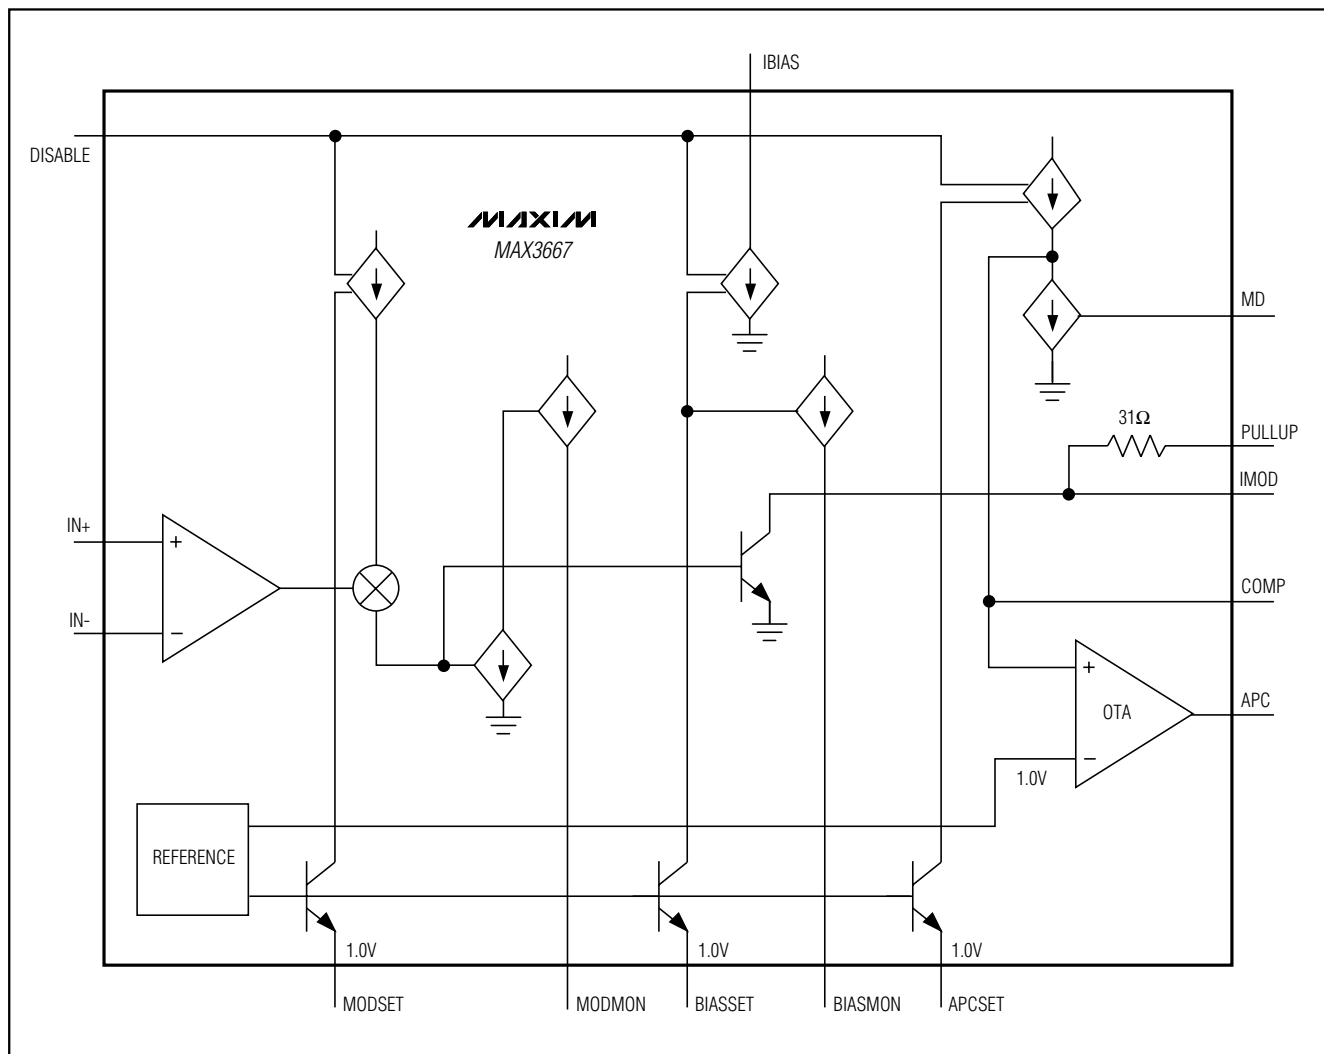 IBIAS
DISABLE
MAXIM
MAX3667
MD
31Ω
PULLUP
IMOD
IN+
+
COMP
IN-
−
+
OTA
APC
−
1.0V
REFERENCE
1.0V
1.0V
1.0V
MODSET
MODMON
BIASSET
BIASMON
APCSET